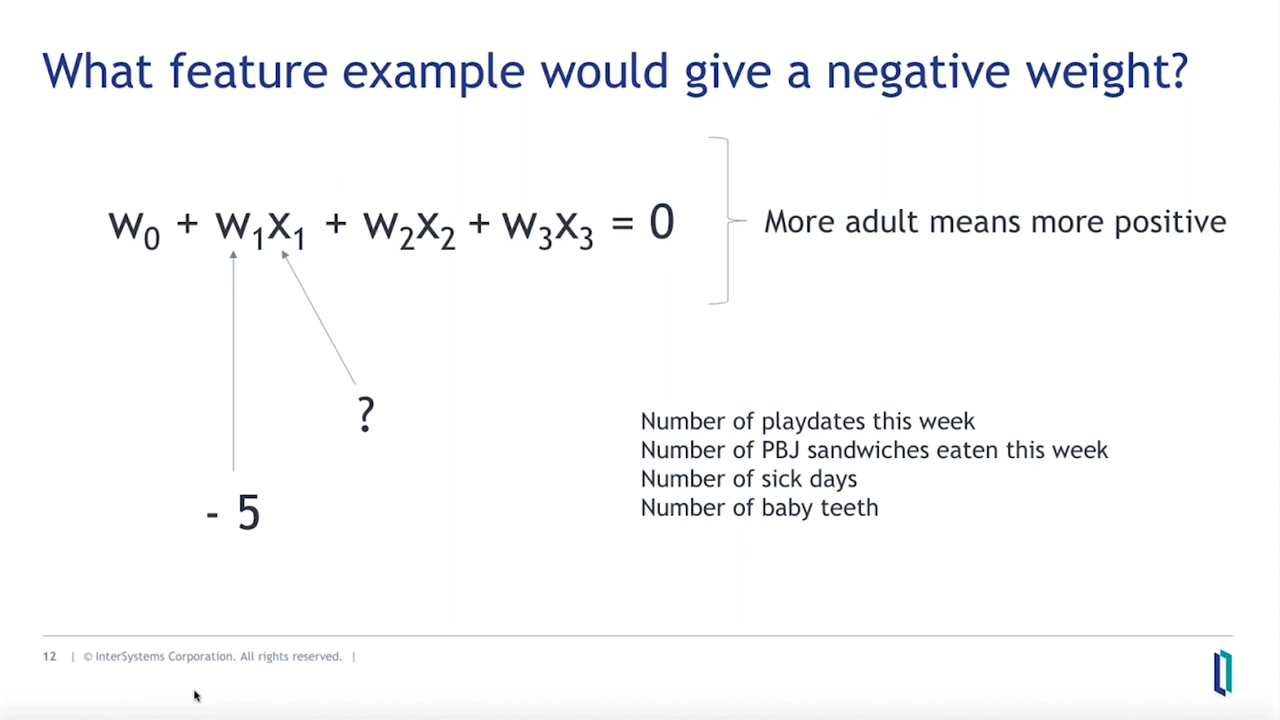 What feature example would give a negative weight?
w₀ + w₁x₁ + w₂x₂ + w₃x₃ = 0
More adult means more positive
?
- 5
Number of playdates this week
Number of PBJ sandwiches eaten this week
Number of sick days
Number of baby teeth
12 | © InterSystems Corporation. All rights reserved. |